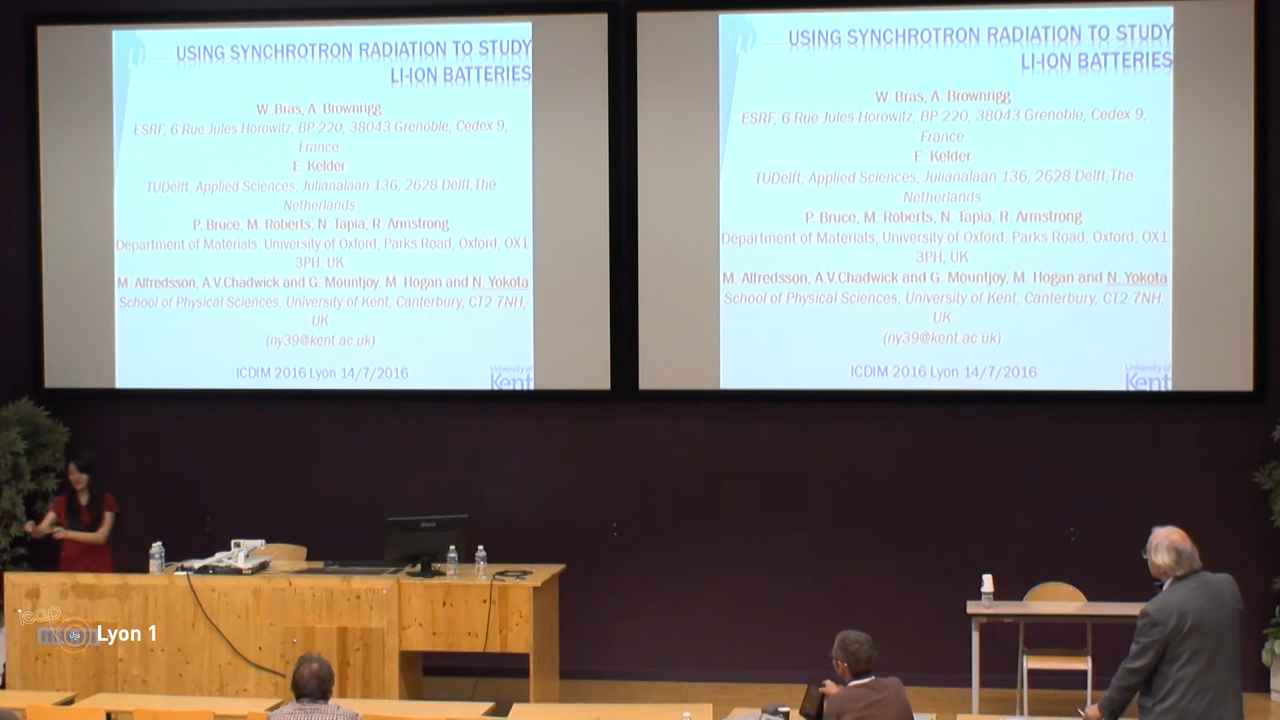 USING SYNCHROTRON RADIATION TO STUDY
LI-ION BATTERIES
W. Bras, A. Brownrigg
ESRF, 6 Rue Jules Horowitz, BP 220, 38043 Grenoble, Cedex 9,
France
E. Kelder
TUDelft, Applied Sciences, Julianalaan 136, 2628 Delft,The
Netherlands
P. Bruce, M. Roberts, N. Tapia, R. Armstrong
Department of Materials, University of Oxford, Parks Road, Oxford, OX1
3PH, UK
M. Alfredsson, A.V.Chadwick and G. Mountjoy, M. Hogan and N. Yokota
School of Physical Sciences, University of Kent, Canterbury, CT2 7NH,
UK
(ny39@kent.ac.uk)
ICDIM 2016 Lyon 14/7/2016
University of
Kent
USING SYNCHROTRON RADIATION TO STUDY
LI-ION BATTERIES
W. Bras, A. Brownrigg
ESRF, 6 Rue Jules Horowitz, BP 220, 38043 Grenoble, Cedex 9,
France
E. Kelder
TUDelft, Applied Sciences, Julianalaan 136, 2628 Delft,The
Netherlands
P. Bruce, M. Roberts, N. Tapia, R. Armstrong
Department of Materials, University of Oxford, Parks Road, Oxford, OX1
3PH, UK
M. Alfredsson, A.V.Chadwick and G. Mountjoy, M. Hogan and N. Yokota
School of Physical Sciences, University of Kent, Canterbury, CT2 7NH,
UK
(ny39@kent.ac.uk)
ICDIM 2016 Lyon 14/7/2016
University of
Kent
icap
Lyon 1